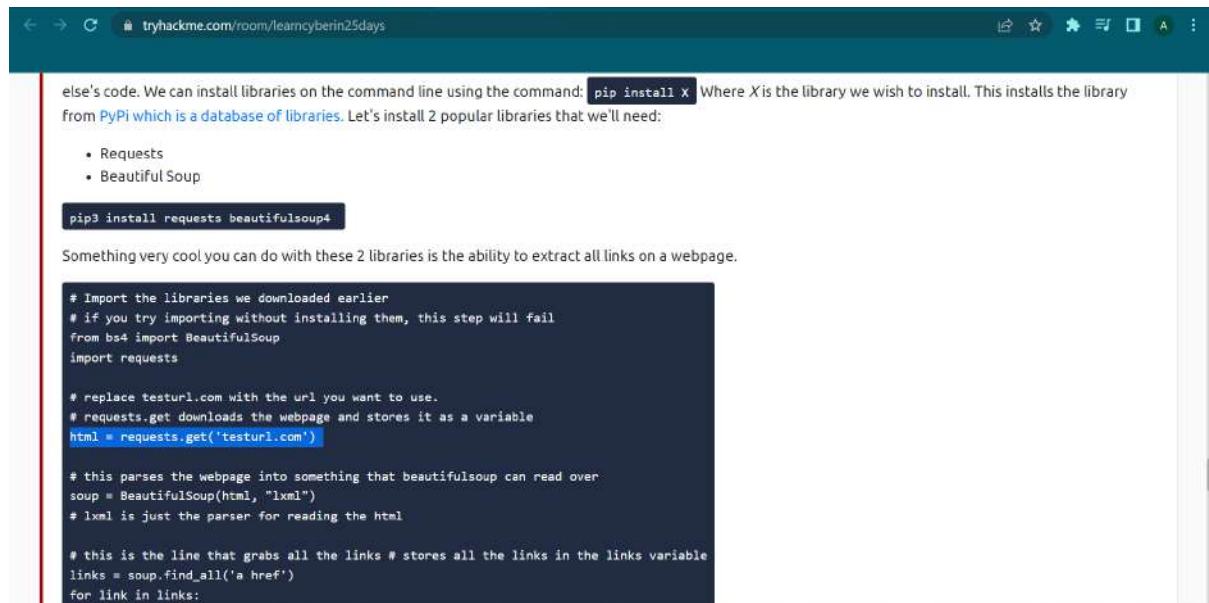 tryhackme.com/room/learncyberin25days
A
else's code. We can install libraries on the command line using the command: pip install X Where X is the library we wish to install. This installs the library
from PyPi which is a database of libraries. Let's install 2 popular libraries that we'll need:
• Requests
• Beautiful Soup
pip3 install requests beautifulsoup4
Something very cool you can do with these 2 libraries is the ability to extract all links on a webpage.
# Import the libraries we downloaded earlier
# if you try importing without installing them, this step will fail
from bs4 import BeautifulSoup
import requests
# replace testurl.com with the url you want to use.
# requests.get downloads the webpage and stores it as a variable
html = requests.get('testurl.com')
# this parses the webpage into something that beautifulsoup can read over
soup = BeautifulSoup(html, "lxml")
# lxml is just the parser for reading the html
# this is the line that grabs all the links # stores all the links in the links variable
links = soup.find_all('a href')
for link in links: